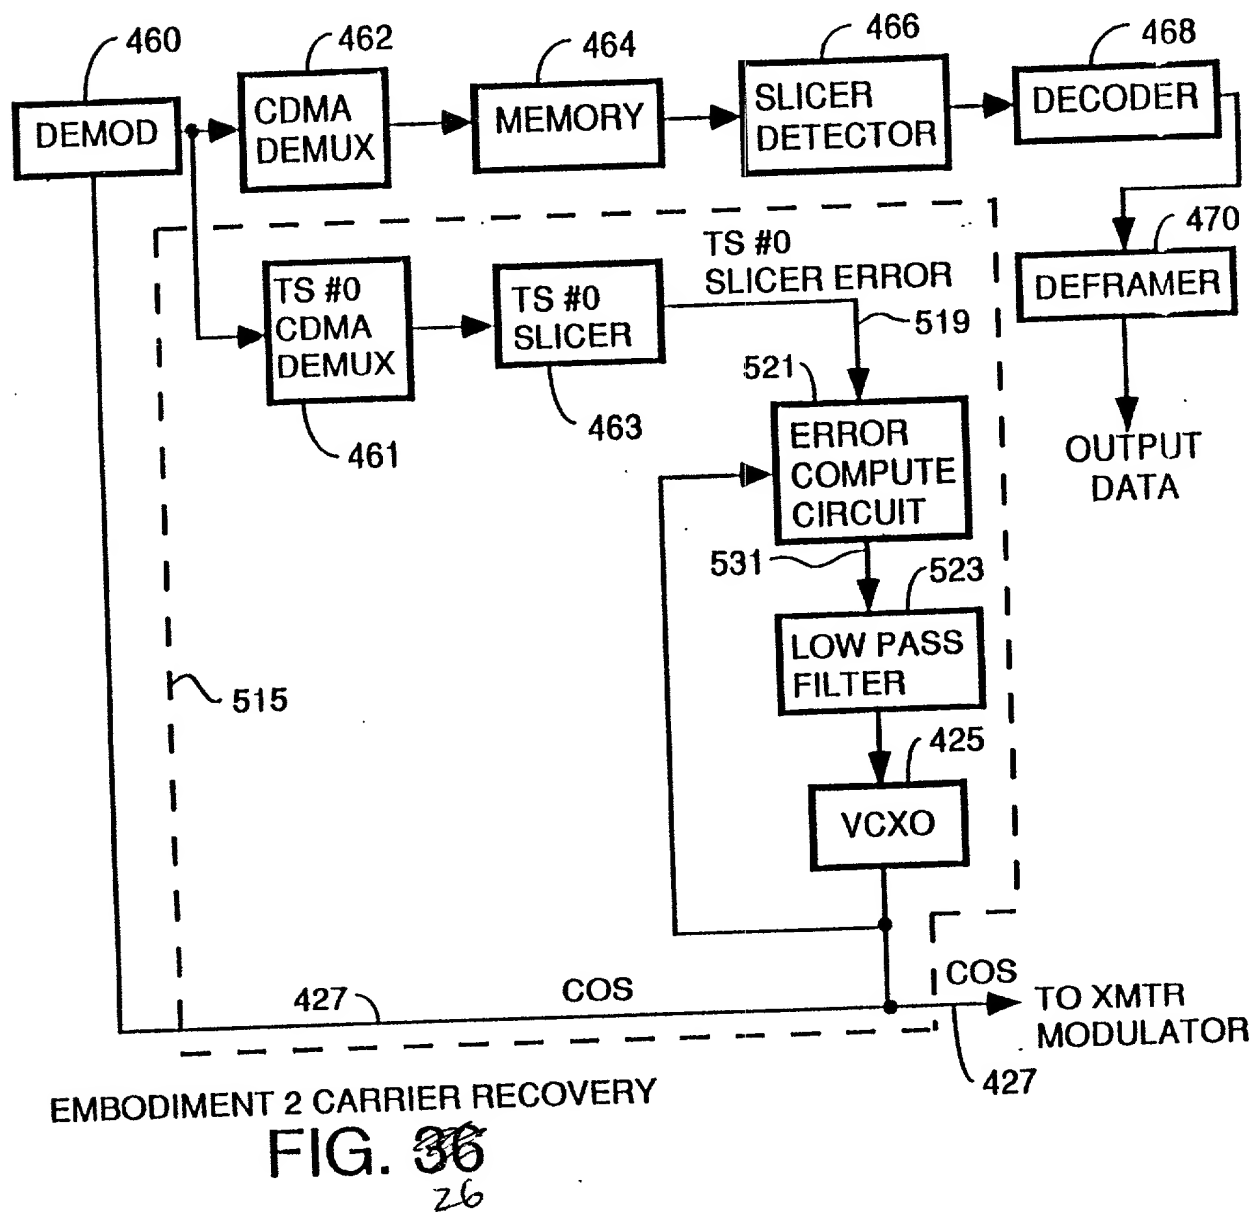 460
462
464
466
468
DEMOD
CDMA
DEMUX
MEMORY
SLICER
DETECTOR
DECODER
470
DEFRAMER
OUTPUT
DATA
TS #0
CDMA
DEMUX
461
TS #0
SLICER
463
TS #0
SLICER ERROR
519
521
ERROR
COMPUTE
CIRCUIT
531
523
LOW PASS
FILTER
515
425
VCXO
427
COS
COS
TO XMTR
MODULATOR
427
EMBODIMENT 2 CARRIER RECOVERY
FIG. 36
26